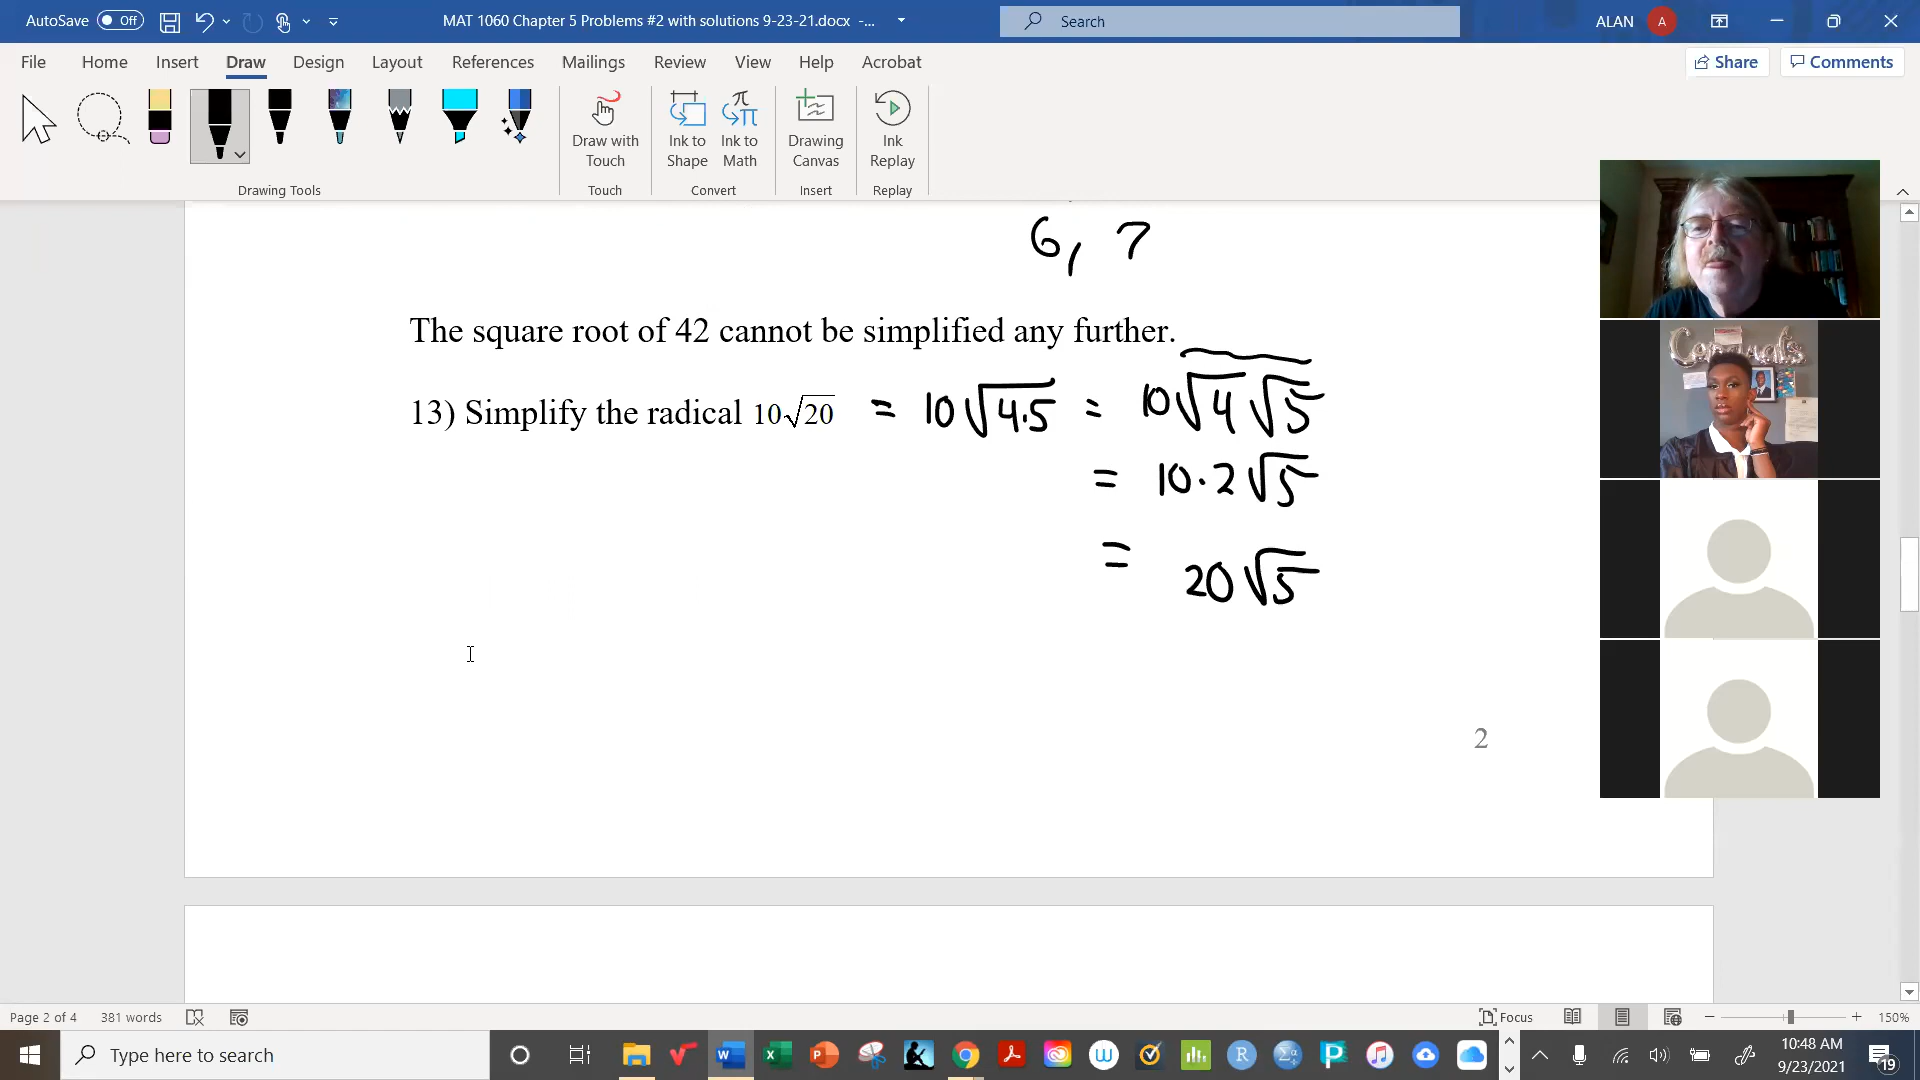 AutoSave Off MAT 1060 Chapter 5 Problems #2 with solutions 9-23-21.docx -... Search ALAN A
File Home Insert Draw Design Layout References Mailings Review View Help Acrobat Share Comments
Draw with Touch
Ink to Shape
Ink to Math
Drawing Canvas
Ink Replay
Drawing Tools Touch Convert Insert Replay
6, 7
The square root of 42 cannot be simplified any further.
13) Simplify the radical 10√20 = 10√4·5 = 10√4 √5
= 10·2√5
= 20√5
2
Page 2 of 4 381 words Focus 150%
Type here to search
10:48 AM
9/23/2021
19